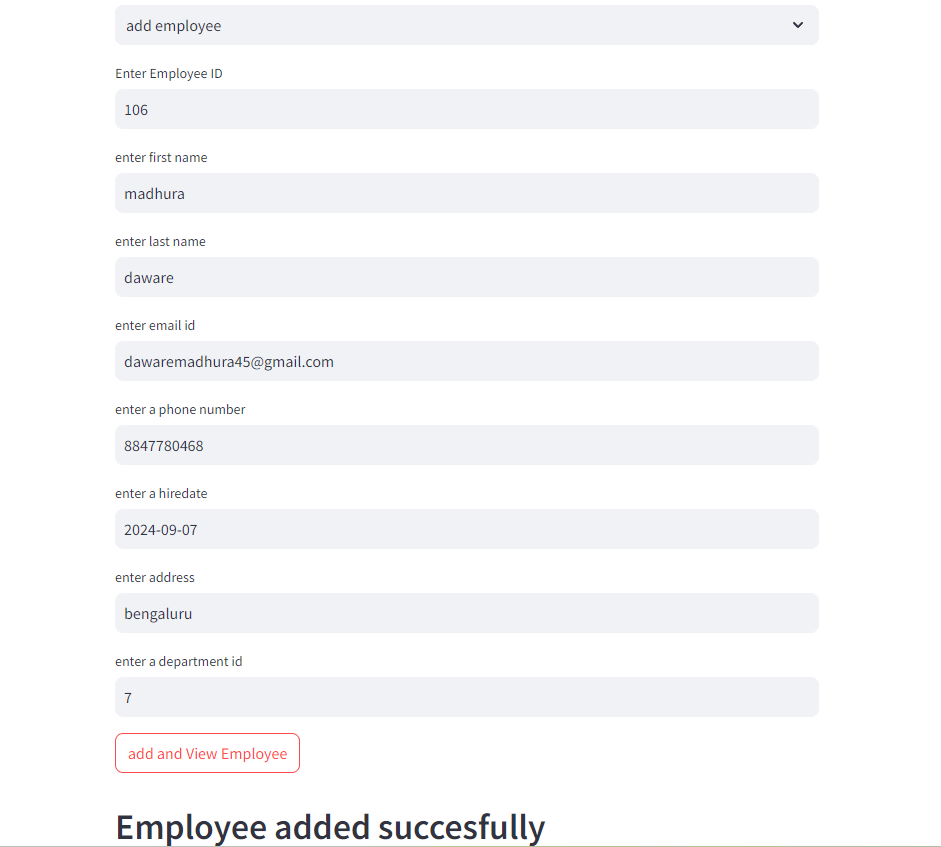 add employee
Enter Employee ID
106
enter first name
madhura
enter last name
daware
enter email id
dawaremadhura45@gmail.com
enter a phone number
8847780468
enter a hiredate
2024-09-07
enter address
bengaluru
enter a department id
7
add and View Employee
Employee added succesfully